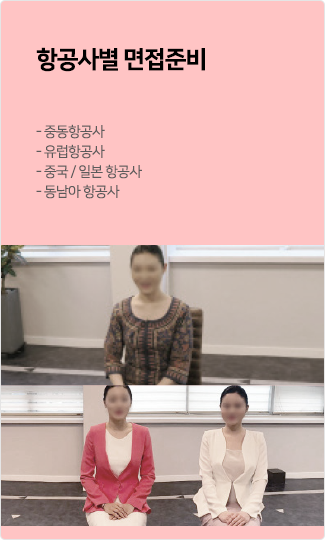 항공사별 면접준비
- 중동항공사
- 유럽항공사
- 중국 / 일본 항공사
- 동남아 항공사